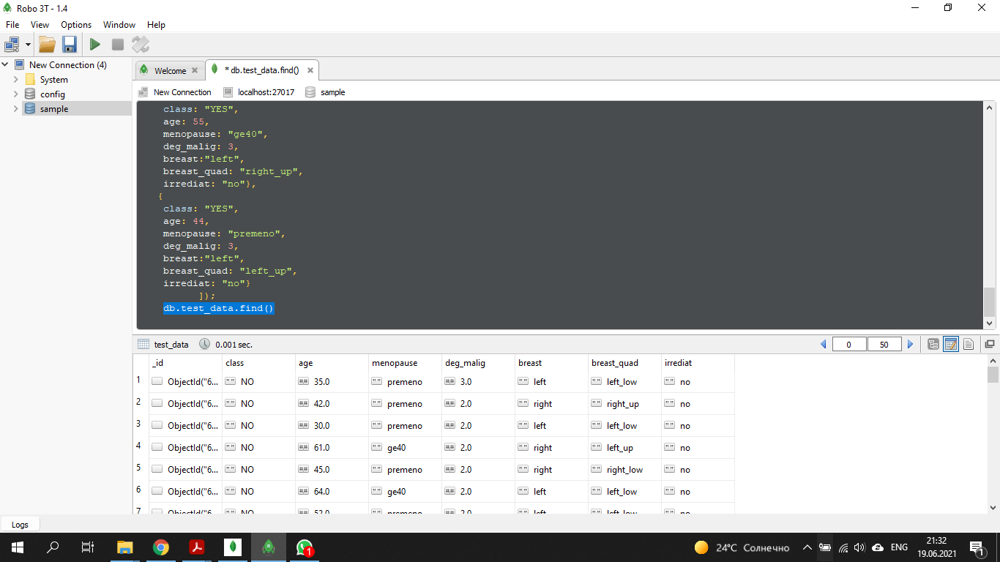 Robo 3T - 1.4
File View Options Window Help
New Connection (4)
System
config
sample
Welcome
* db.test_data.find()
New Connection localhost:27017 sample
class: "YES",
age: 55,
menopause: "ge40",
deg_malig: 3,
breast:"left",
breast_quad: "right_up",
irrediat: "no"},
{
class: "YES",
age: 44,
menopause: "premeno",
deg_malig: 3,
breast:"left",
breast_quad: "left_up",
irrediat: "no"}
]);
db.test_data.find()
test_data 0.001 sec. 0 50
_id class age menopause deg_malig breast breast_quad irrediat
1 ObjectId("6... "" NO ## 35.0 "" premeno ## 3.0 "" left "" left_low "" no
2 ObjectId("6... "" NO ## 42.0 "" premeno ## 2.0 "" right "" right_up "" no
3 ObjectId("6... "" NO ## 30.0 "" premeno ## 2.0 "" left "" left_low "" no
4 ObjectId("6... "" NO ## 61.0 "" ge40 ## 2.0 "" right "" left_up "" no
5 ObjectId("6... "" NO ## 45.0 "" premeno ## 2.0 "" right "" right_low "" no
6 ObjectId("6... "" NO ## 64.0 "" ge40 ## 2.0 "" left "" left_low "" no
7 ObjectId("6... "" NO ## 52.0 "" premeno ## 2.0 "" left "" left_low "" no
Logs
1
24°C Солнечно
ENG
21:32
19.06.2021
1